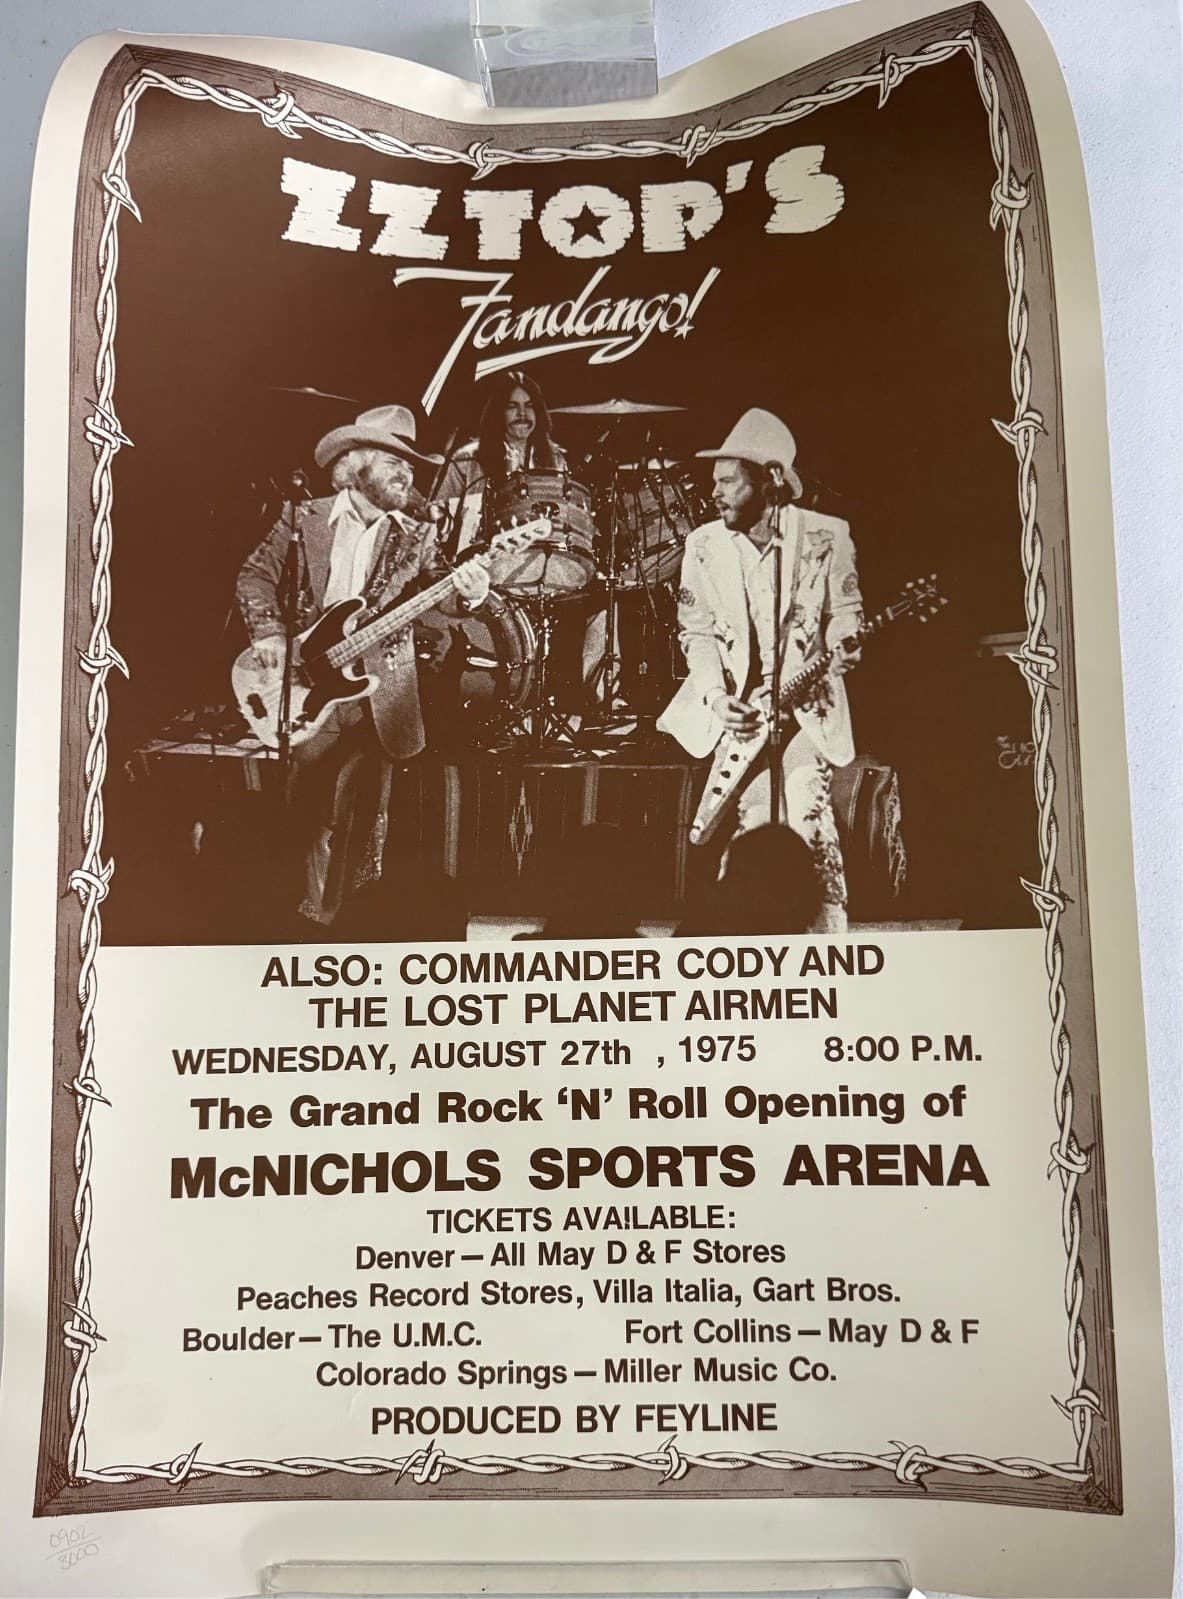 ZZ TOP'S
Fandango!
ALSO: COMMANDER CODY AND
THE LOST PLANET AIRMEN
WEDNESDAY, AUGUST 27th , 1975 8:00 P.M.
The Grand Rock ‘N’ Roll Opening of
McNICHOLS SPORTS ARENA
TICKETS AVAILABLE:
Denver — All May D & F Stores
Peaches Record Stores, Villa Italia, Gart Bros.
Boulder — The U.M.C. Fort Collins — May D & F
Colorado Springs — Miller Music Co.
PRODUCED BY FEYLINE
0902
3000